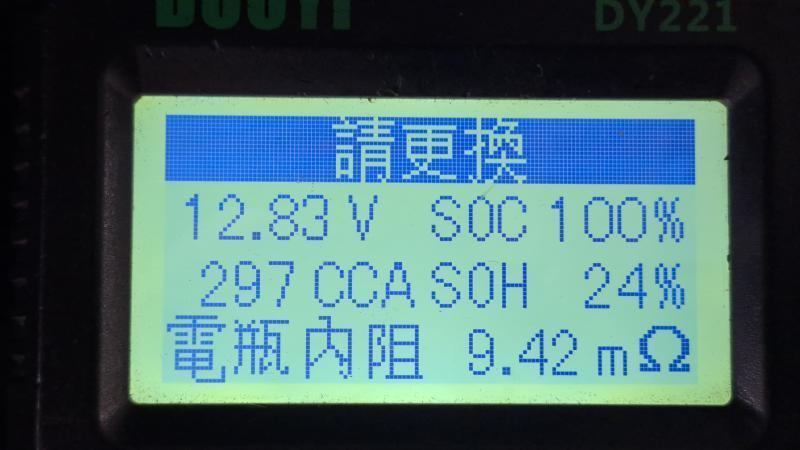 DOUYI
DY221
請更換
12.83 V SOC 100%
297 CCA SOH 24%
電瓶內阻 9.42 mΩ